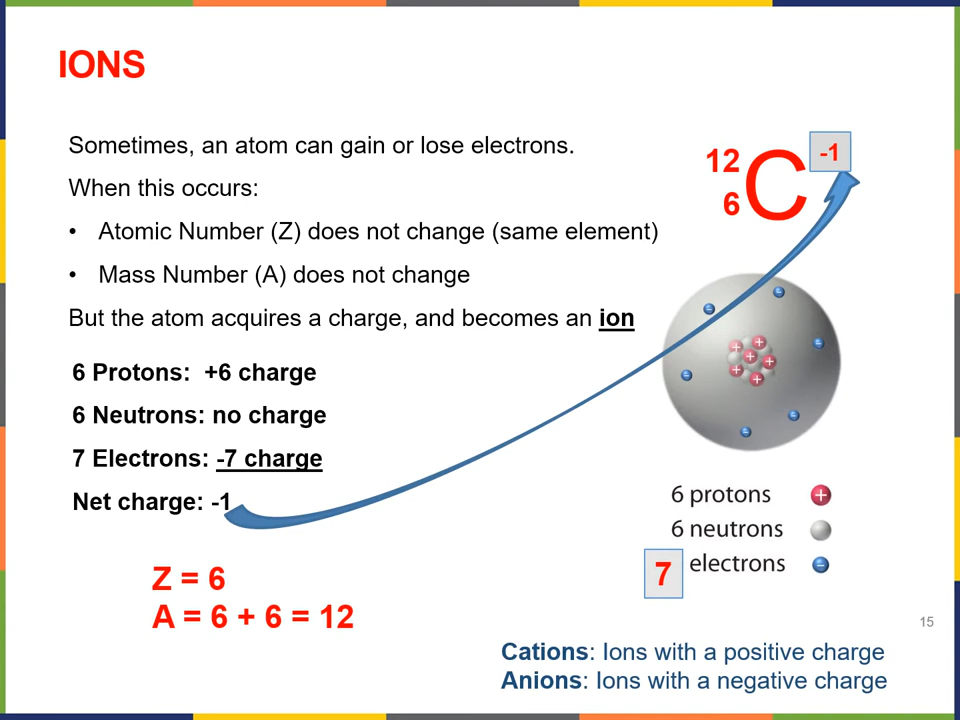 IONS
Sometimes, an atom can gain or lose electrons.
When this occurs:
• Atomic Number (Z) does not change (same element)
• Mass Number (A) does not change
But the atom acquires a charge, and becomes an ion
6 Protons: +6 charge
6 Neutrons: no charge
7 Electrons: -7 charge
Net charge: -1
Z = 6
A = 6 + 6 = 12
12
6
C
-1
6 protons +
6 neutrons
7 electrons −
15
Cations: Ions with a positive charge
Anions: Ions with a negative charge